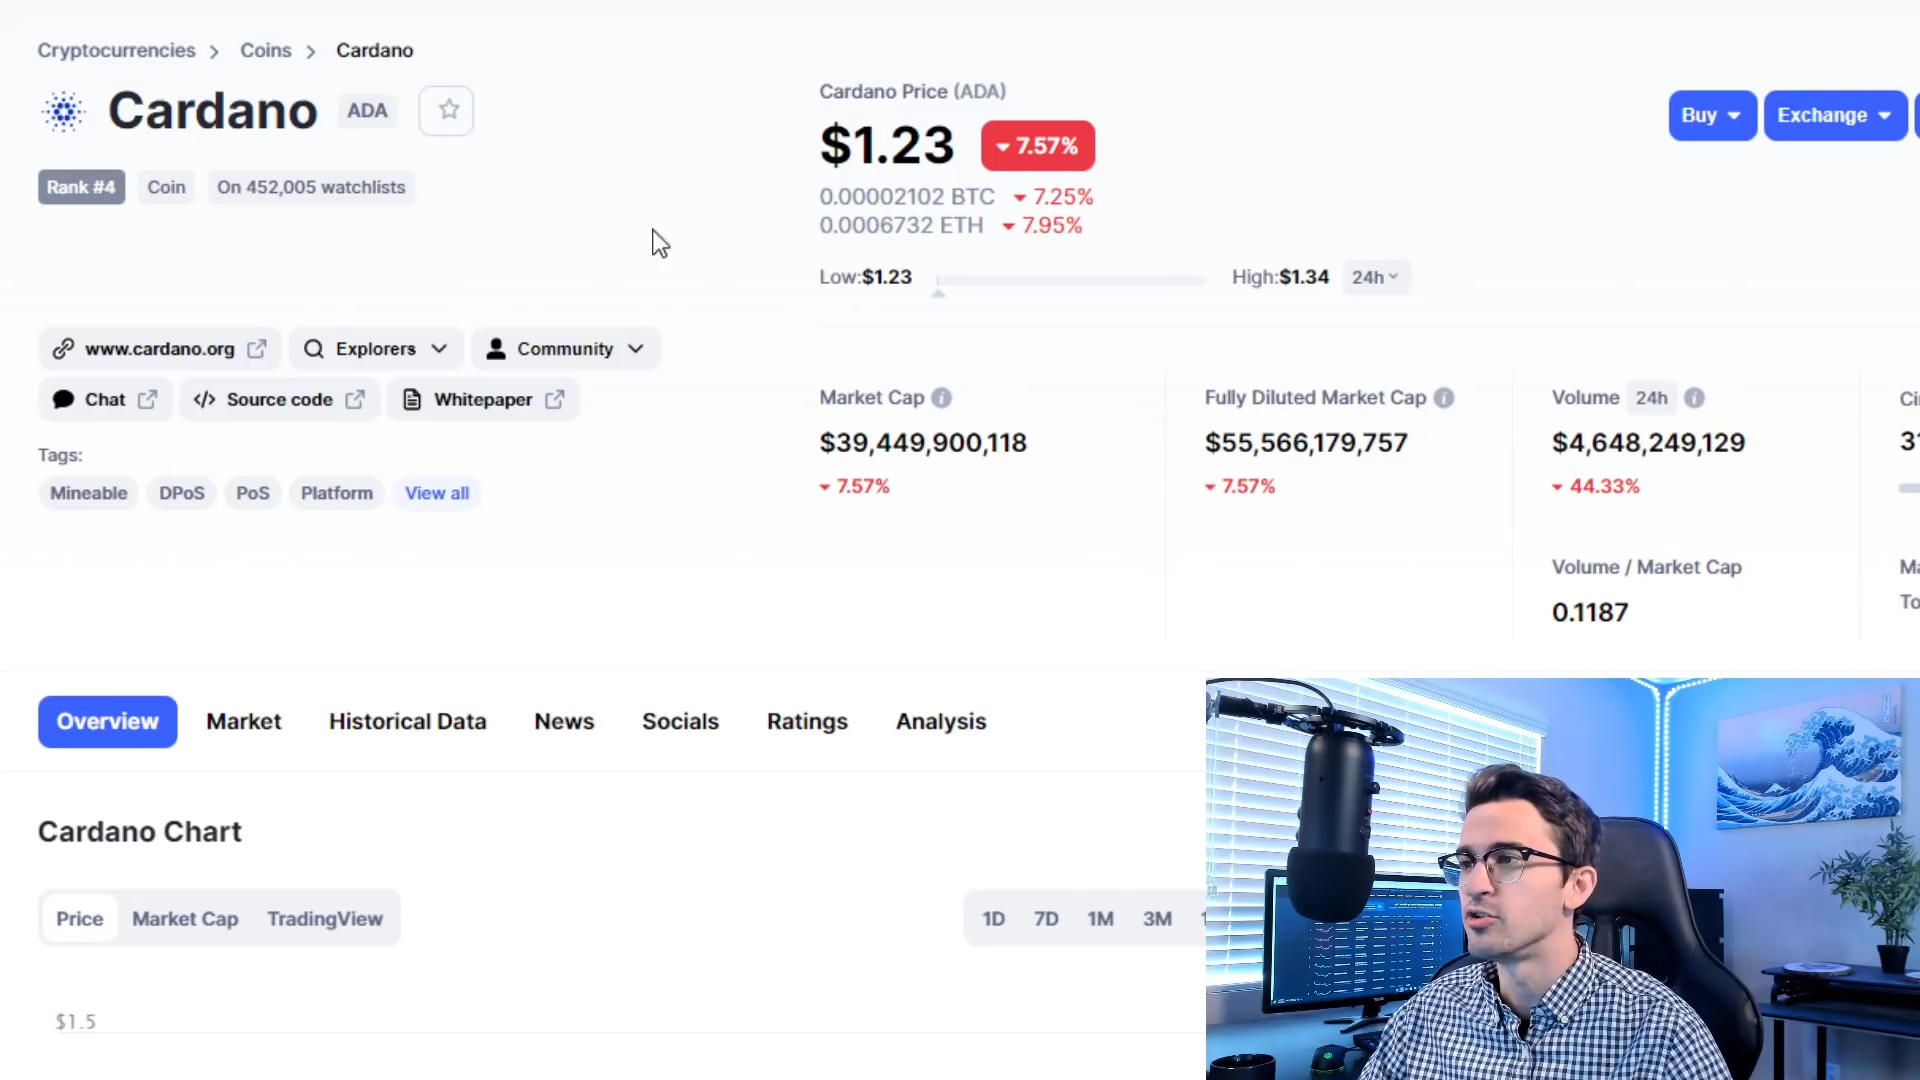 Cryptocurrencies > Coins > Cardano
Cardano ADA
Rank #4 Coin On 452,005 watchlists
www.cardano.org Explorers Community
Chat </> Source code Whitepaper
Tags:
Mineable DPoS PoS Platform View all
Cardano Price (ADA)
$1.23 7.57%
0.00002102 BTC 7.25%
0.0006732 ETH 7.95%
Low:$1.23 High:$1.34 24h
Buy Exchange
Market Cap
$39,449,900,118
7.57%
Fully Diluted Market Cap
$55,566,179,757
7.57%
Volume 24h
$4,648,249,129
44.33%
Volume / Market Cap
0.1187
Overview Market Historical Data News Socials Ratings Analysis
Cardano Chart
Price Market Cap TradingView
1D 7D 1M 3M
$1.5